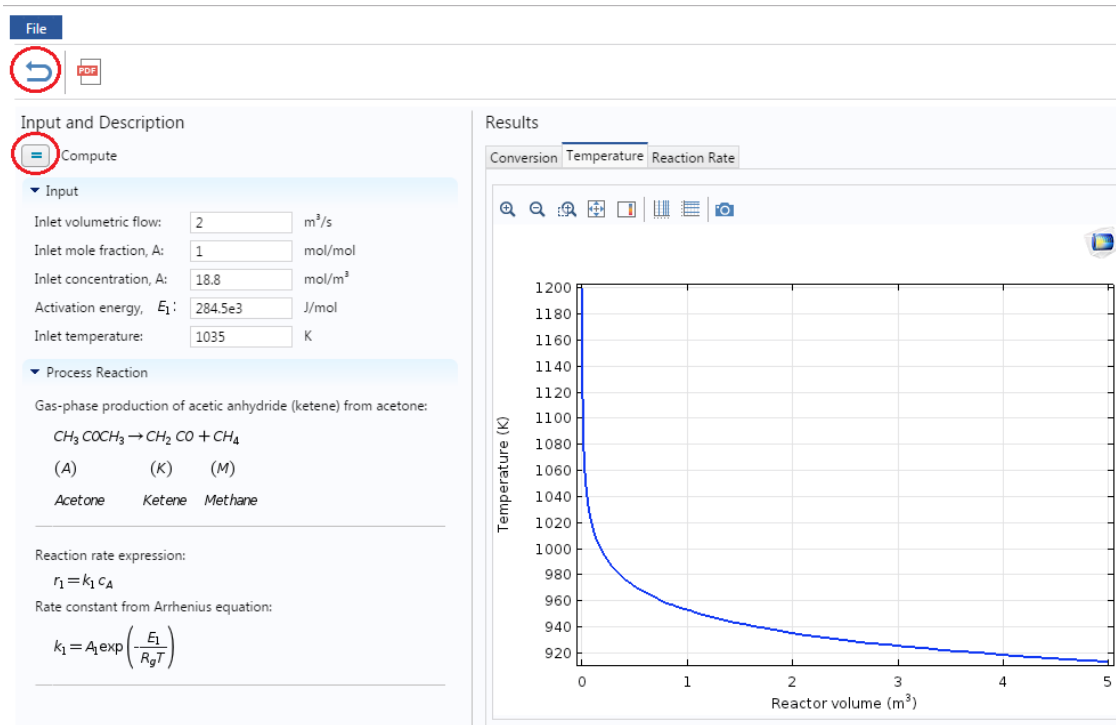 File
PDF
Input and Description
= Compute
Input
Inlet volumetric flow: 2 m³/s
Inlet mole fraction, A: 1 mol/mol
Inlet concentration, A: 18.8 mol/m³
Activation energy, E₁: 284.5e3 J/mol
Inlet temperature: 1035 K
Process Reaction
Gas-phase production of acetic anhydride (ketene) from acetone:
CH₃ COCH₃ → CH₂ CO + CH₄
(A) (K) (M)
Acetone Ketene Methane
Reaction rate expression:
r₁ = k₁ c_A
Rate constant from Arrhenius equation:
k₁ = A₁ exp(-E₁/R_gT)
Results
Conversion Temperature Reaction Rate
Temperature (K)
1200
1180
1160
1140
1120
1100
1080
1060
1040
1020
1000
980
960
940
920
0 1 2 3 4 5
Reactor volume (m³)